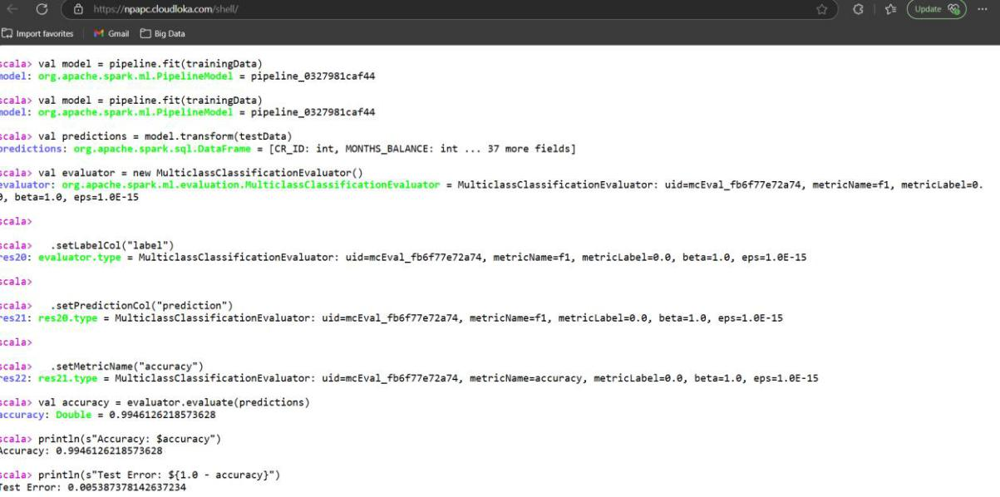 https://npapc.cloudloka.com/shell/
Update
Import favorites
Gmail
Big Data
scala> val model = pipeline.fit(trainingData)
model: org.apache.spark.ml.PipelineModel = pipeline_0327981caf44
scala> val model = pipeline.fit(trainingData)
model: org.apache.spark.ml.PipelineModel = pipeline_0327981caf44
scala> val predictions = model.transform(testData)
predictions: org.apache.spark.sql.DataFrame = [CR_ID: int, MONTHS_BALANCE: int ... 37 more fields]
scala> val evaluator = new MulticlassClassificationEvaluator()
evaluator: org.apache.spark.ml.evaluation.MulticlassClassificationEvaluator = MulticlassClassificationEvaluator: uid=mcEval_fb6f77e72a74, metricName=f1, metricLabel=0.
0, beta=1.0, eps=1.0E-15
scala>
scala>   .setLabelCol("label")
res20: evaluator.type = MulticlassClassificationEvaluator: uid=mcEval_fb6f77e72a74, metricName=f1, metricLabel=0.0, beta=1.0, eps=1.0E-15
scala>
scala>   .setPredictionCol("prediction")
res21: res20.type = MulticlassClassificationEvaluator: uid=mcEval_fb6f77e72a74, metricName=f1, metricLabel=0.0, beta=1.0, eps=1.0E-15
scala>
scala>   .setMetricName("accuracy")
res22: res21.type = MulticlassClassificationEvaluator: uid=mcEval_fb6f77e72a74, metricName=accuracy, metricLabel=0.0, beta=1.0, eps=1.0E-15
scala> val accuracy = evaluator.evaluate(predictions)
accuracy: Double = 0.9946126218573628
scala> println(s"Accuracy: $accuracy")
Accuracy: 0.9946126218573628
scala> println(s"Test Error: ${1.0 - accuracy}")
Test Error: 0.005387378142637234